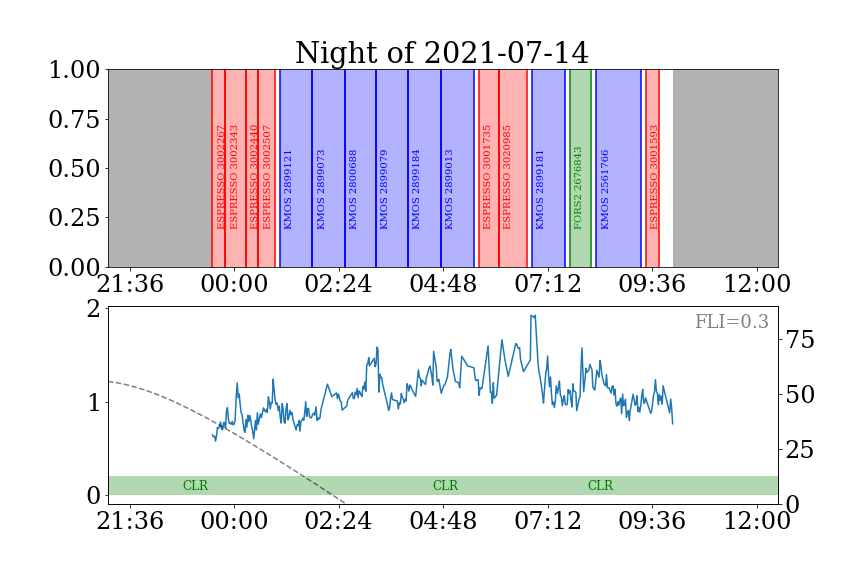 Night of 2021-07-14
1.00
0.75
0.50
0.25
0.00
ESPRESSO 3002267
ESPRESSO 3002343
ESPRESSO 3002440
ESPRESSO 3002507
KMOS 2899121
KMOS 2899073
KMOS 2800688
KMOS 2899079
KMOS 2899184
KMOS 2899013
ESPRESSO 3001735
ESPRESSO 3020985
KMOS 2899181
FORS2 2676843
KMOS 2561766
ESPRESSO 3001593
21:36 00:00 02:24 04:48 07:12 09:36 12:00
2
1
0
FLI=0.3
75
50
25
0
CLR CLR CLR
21:36 00:00 02:24 04:48 07:12 09:36 12:00